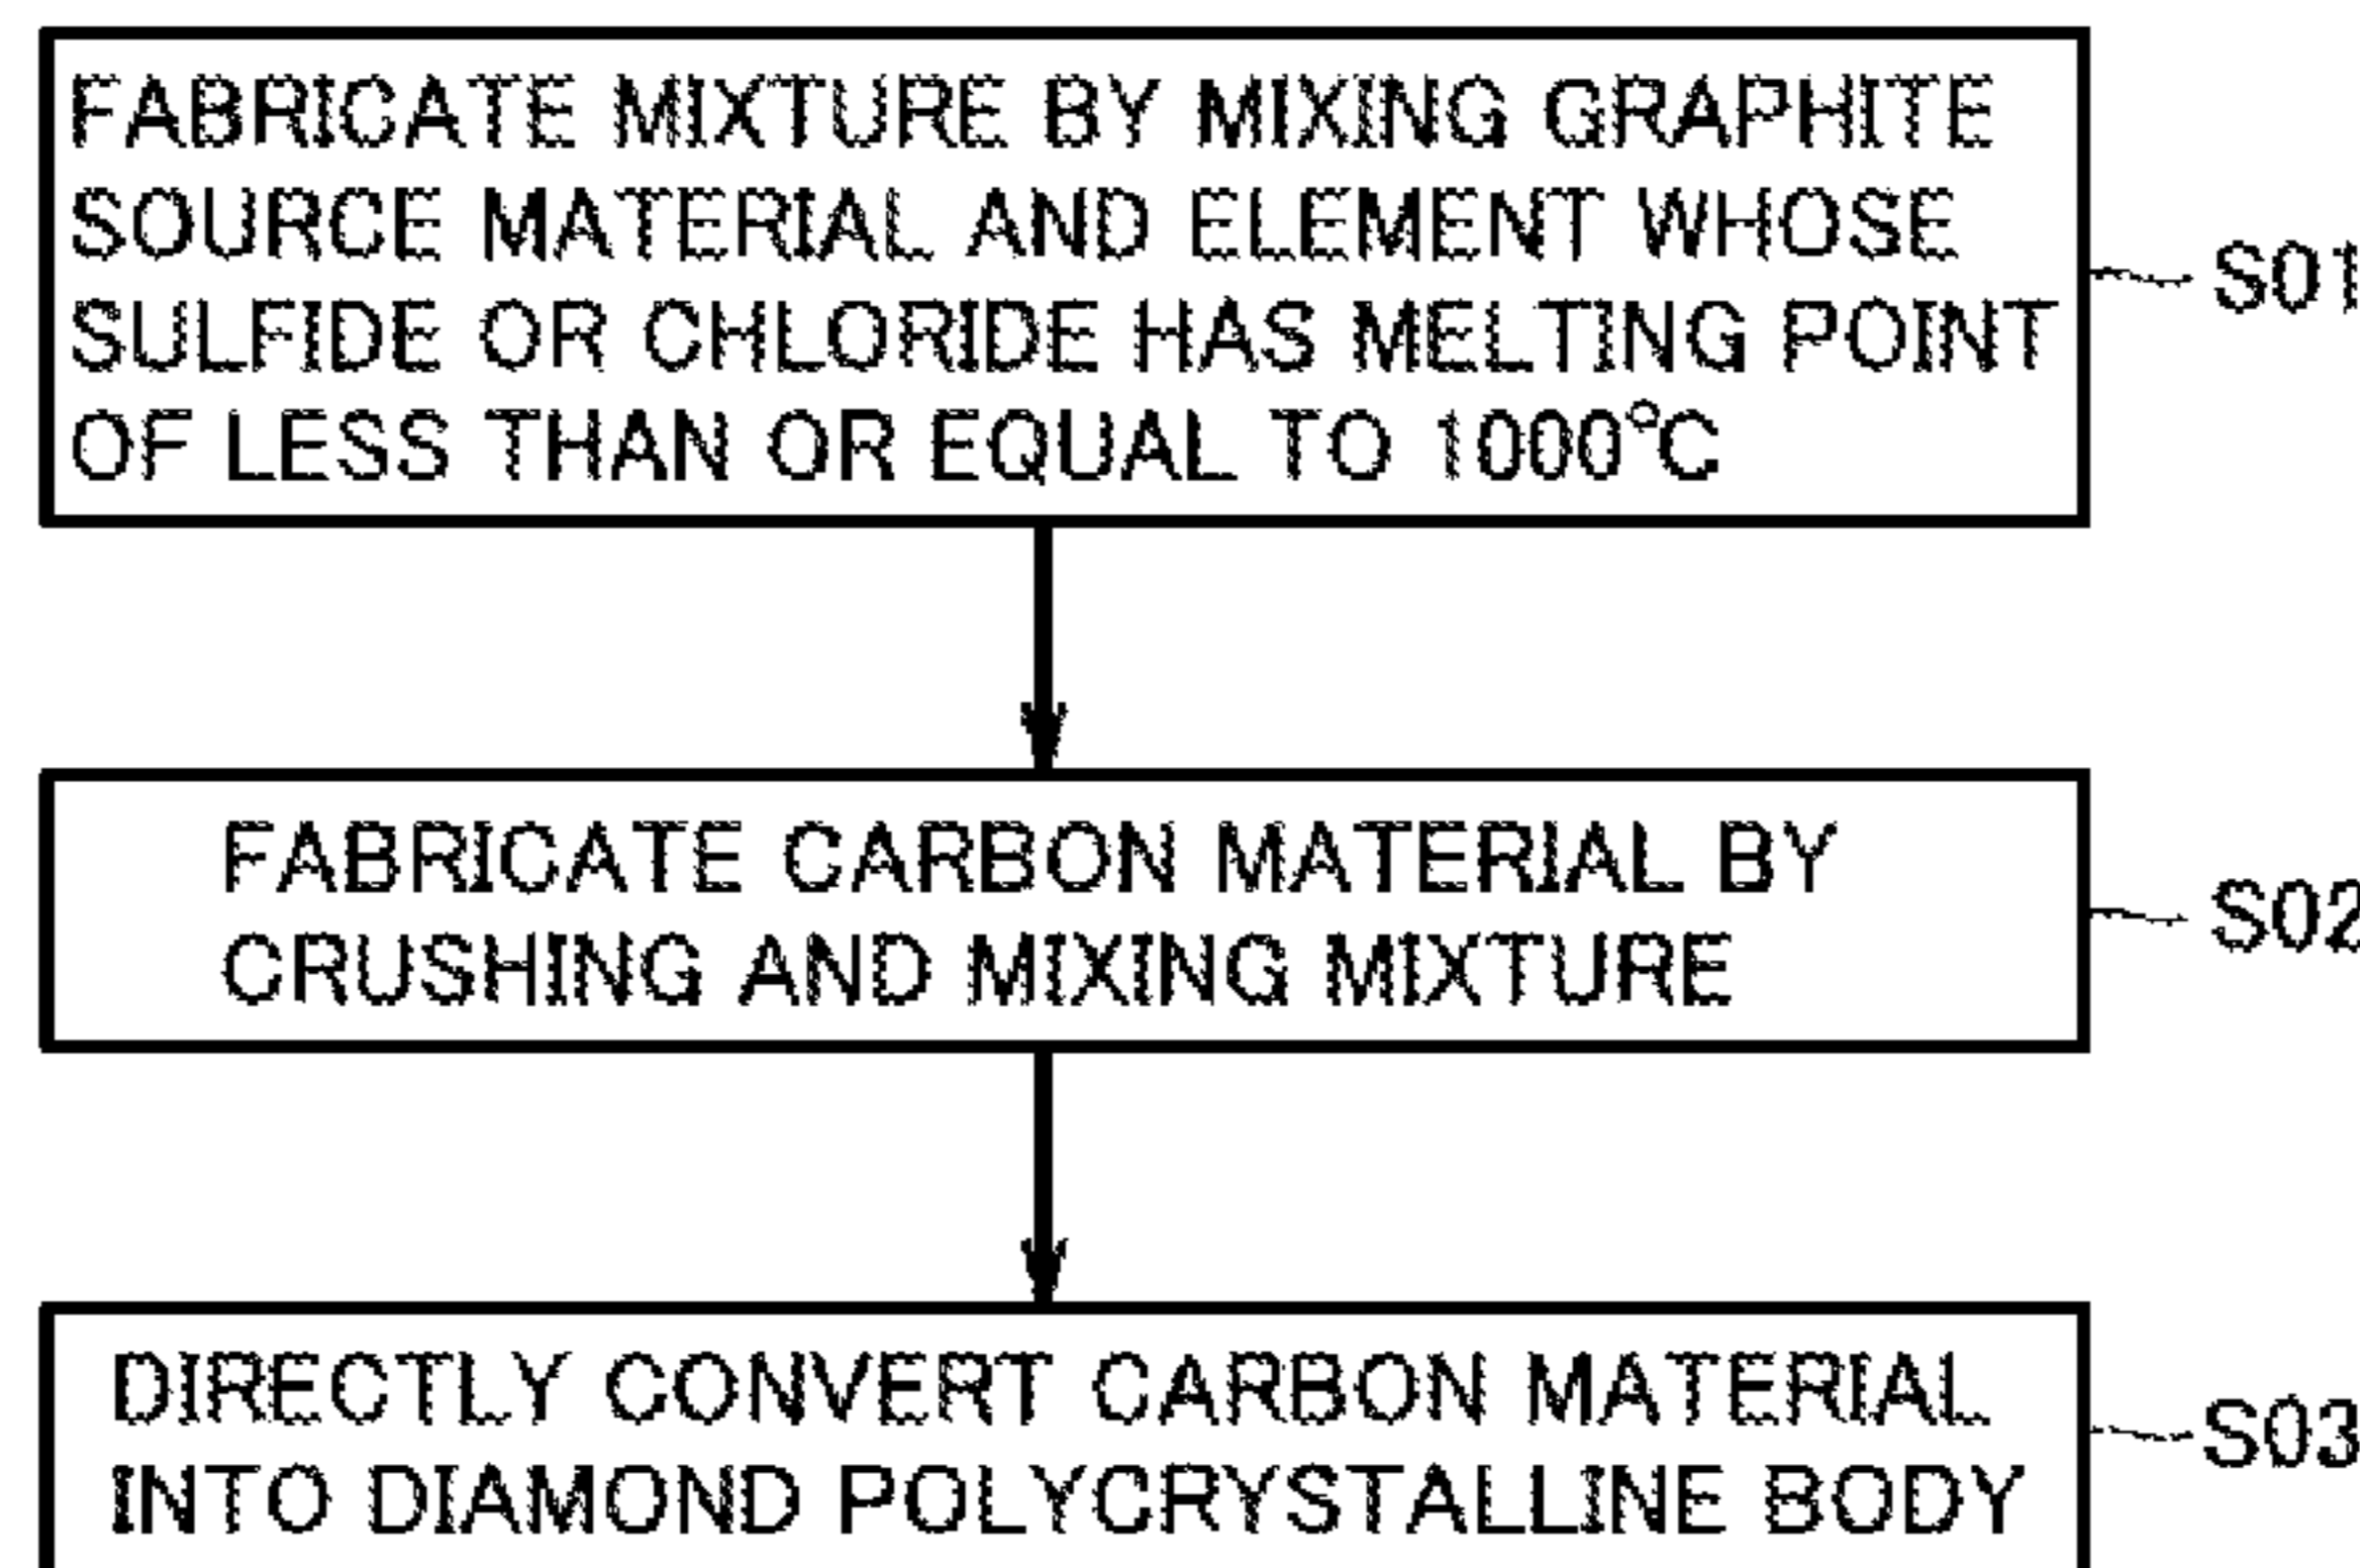 FABRICATE MIXTURE BY MIXING GRAPHITE
SOURCE MATERIAL AND ELEMENT WHOSE
SULFIDE OR CHLORIDE HAS MELTING POINT
OF LESS THAN OR EQUAL TO 1000°C
S01
FABRICATE CARBON MATERIAL BY
CRUSHING AND MIXING MIXTURE
S02
DIRECTLY CONVERT CARBON MATERIAL
INTO DIAMOND POLYCRYSTALLINE BODY
S03